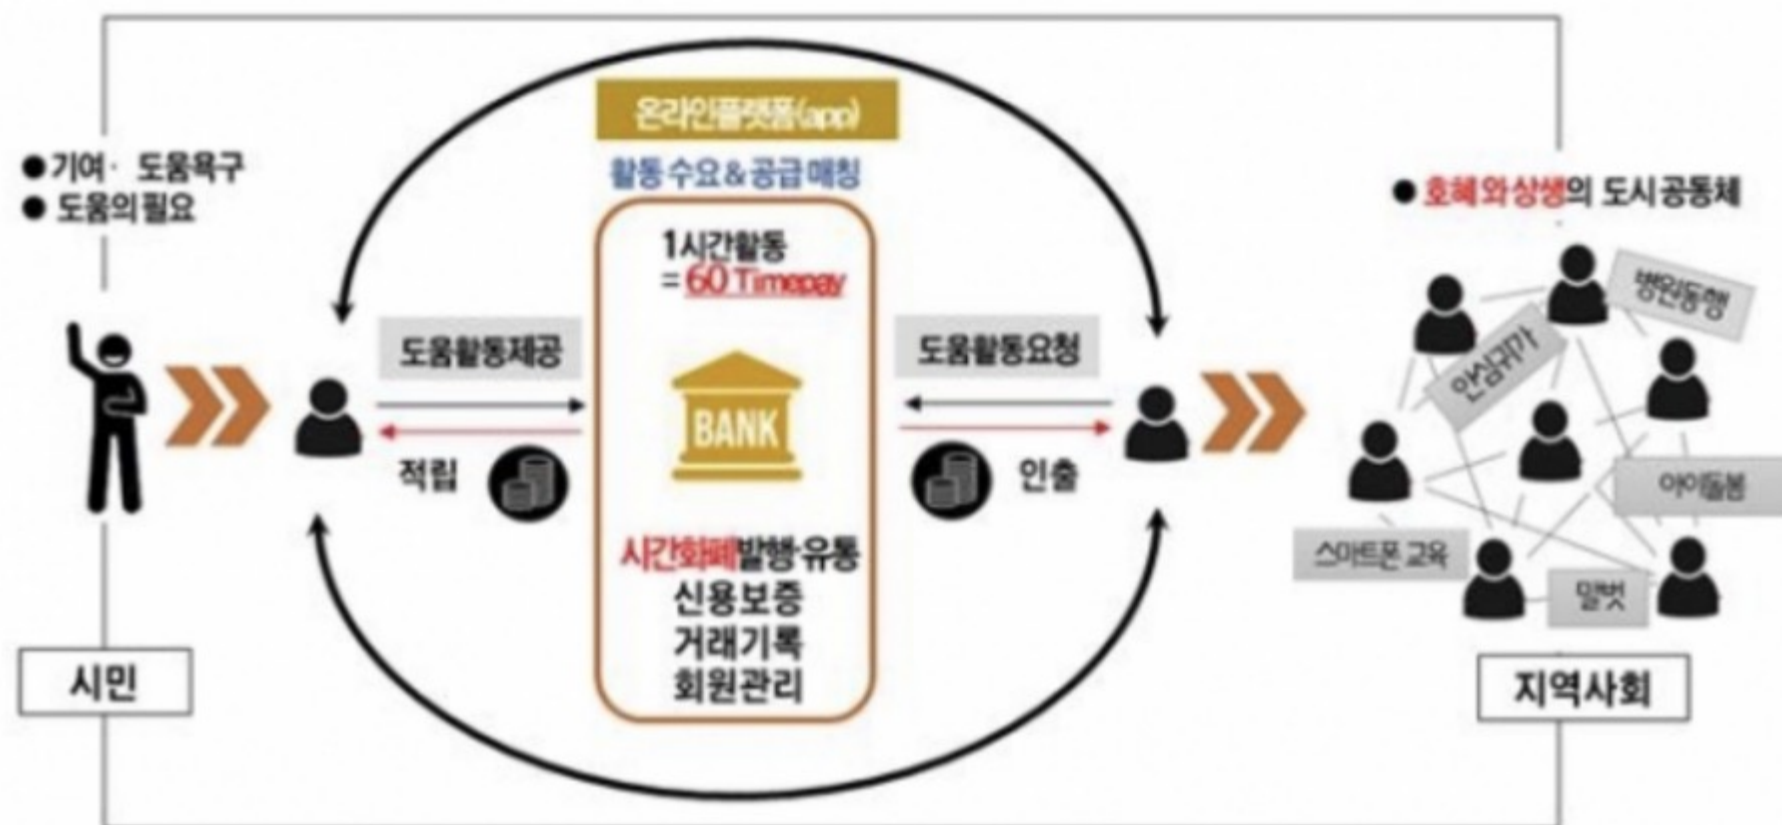 온라인플랫폼(app)
활동 수요 & 공급 매칭
● 기여· 도움욕구
● 도움의 필요
● 호혜와 상생의 도시 공동체
1시간활동
= 60 Timepay
도움활동제공
도움활동요청
BANK
적립
인출
시간화폐발행·유통
신용보증
거래기록
회원관리
병원동행
안심귀가
아이돌봄
스마트폰 교육
말벗
시민
지역사회